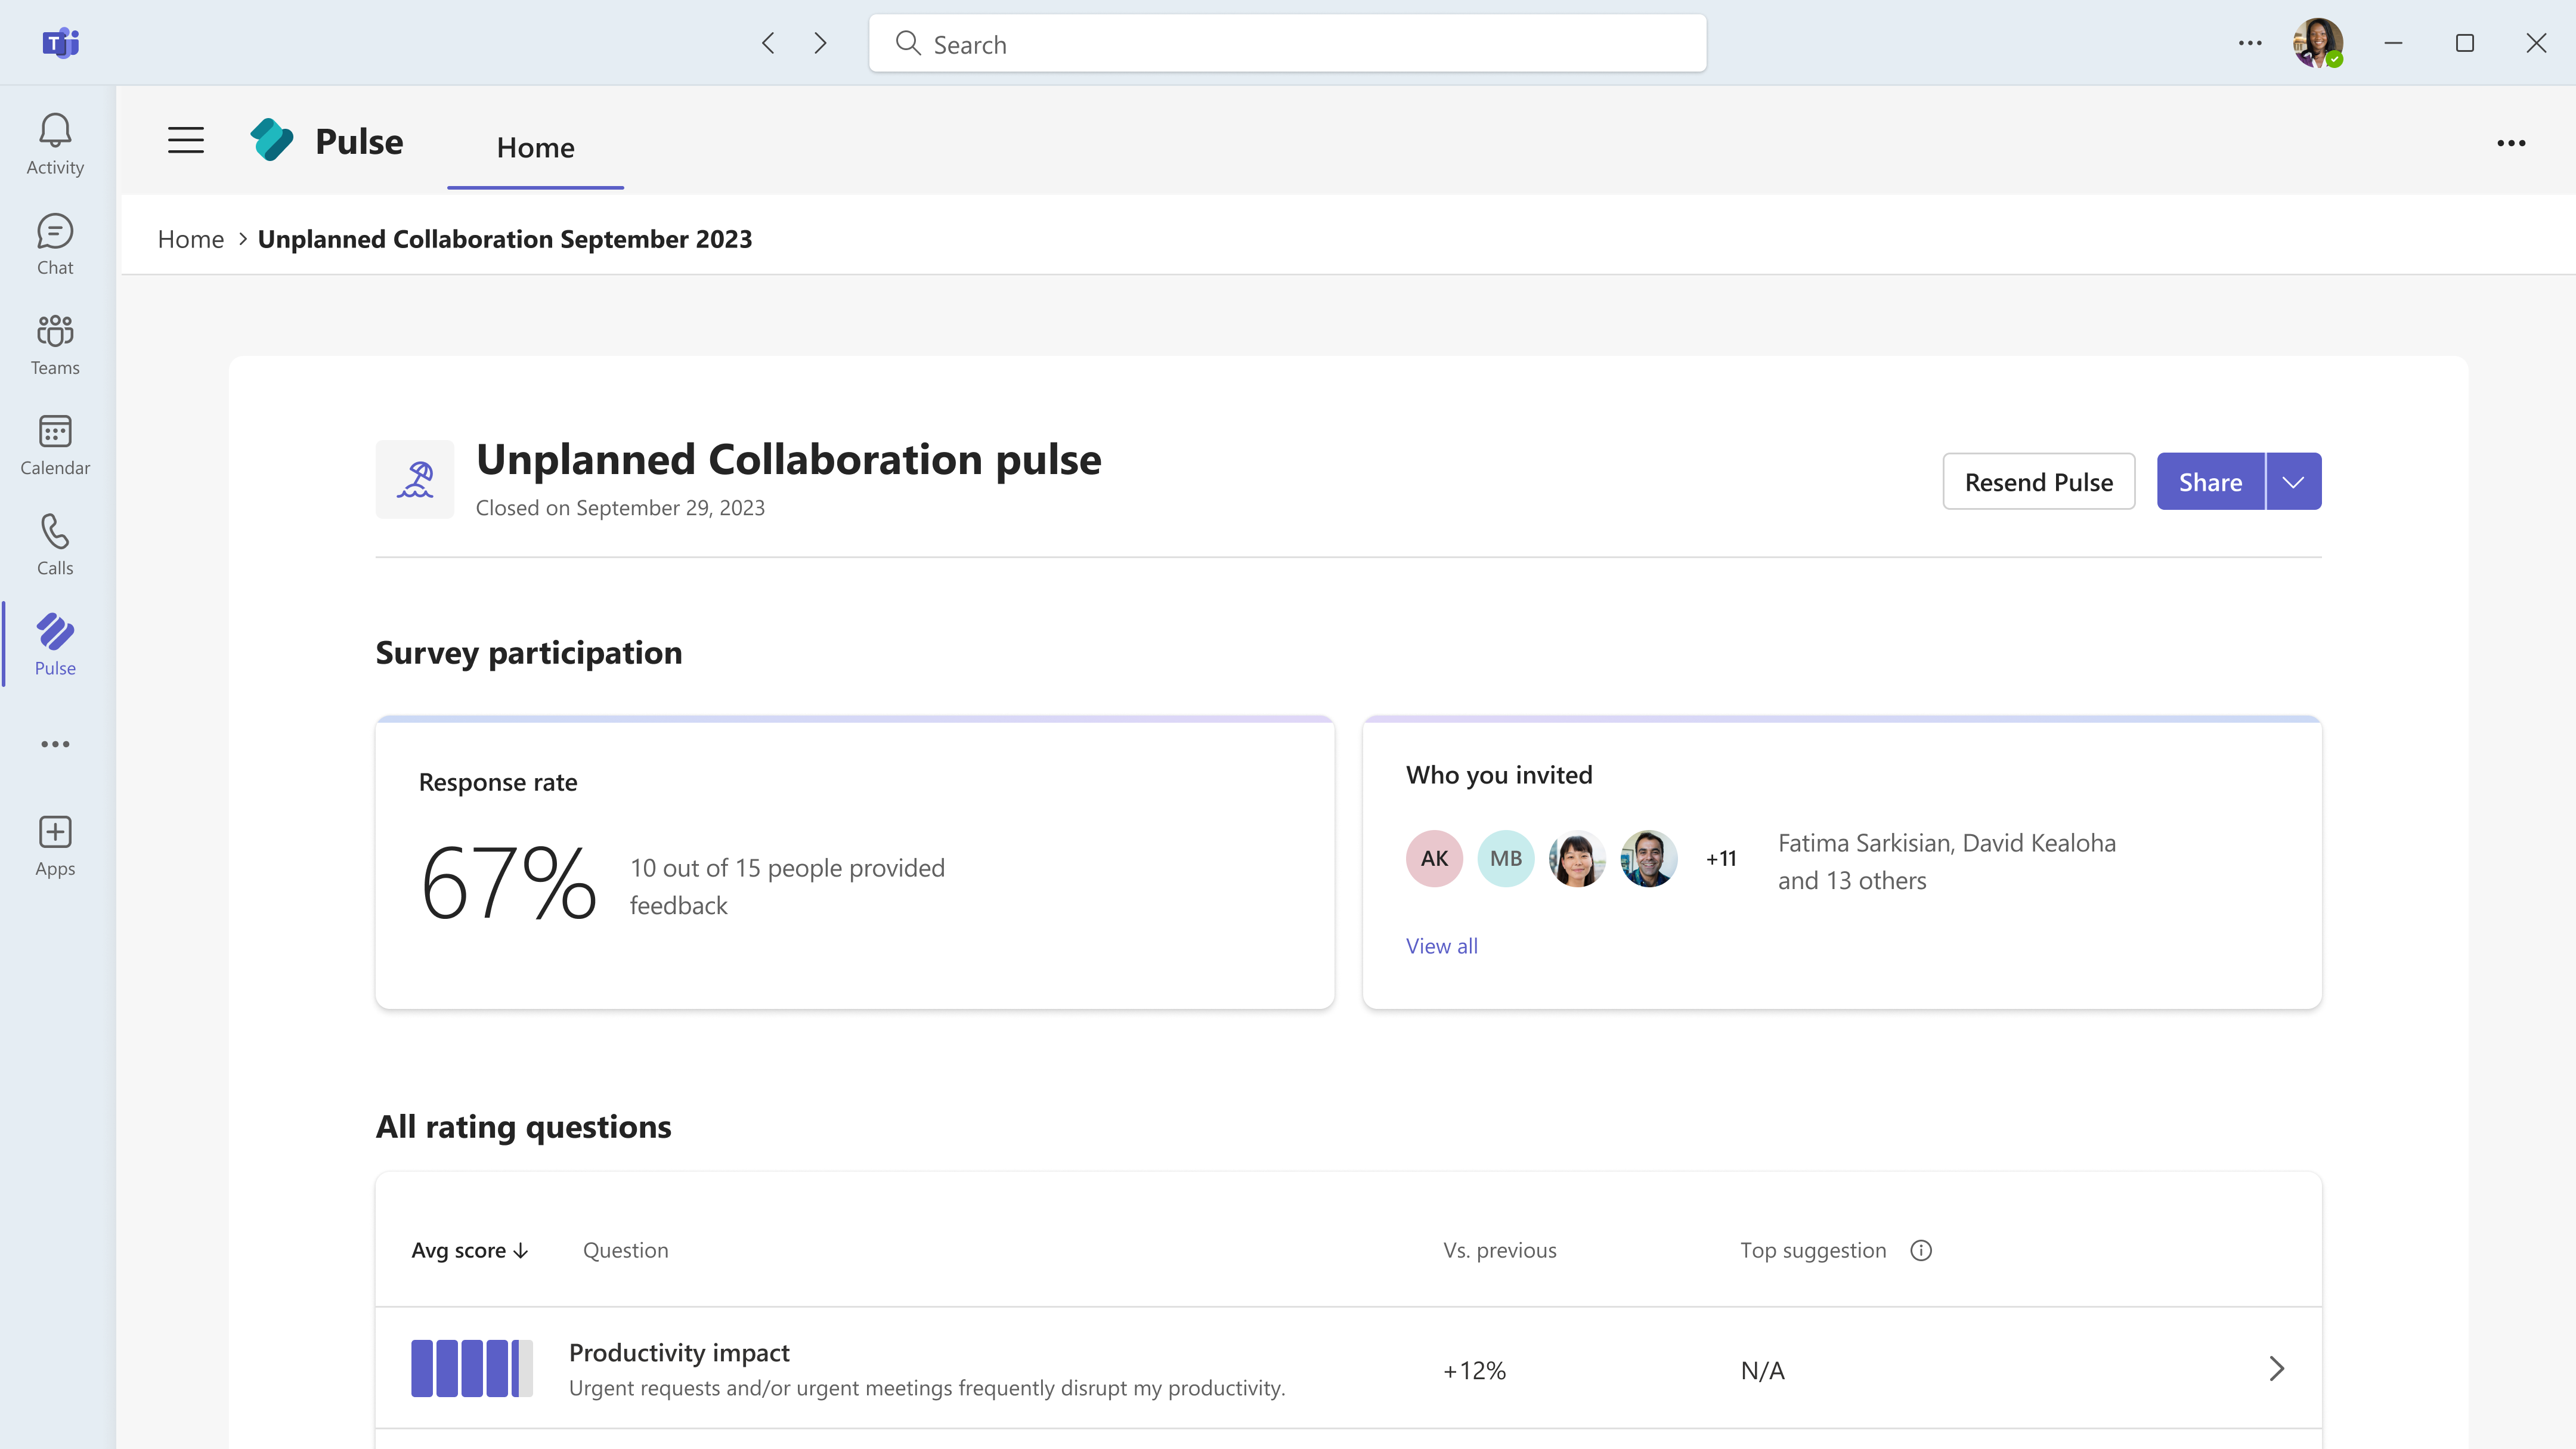 Search
Activity
Chat
Teams
Calendar
Calls
Pulse
Apps
Pulse
Home
Home > Unplanned Collaboration September 2023
Unplanned Collaboration pulse
Closed on September 29, 2023
Resend Pulse
Share
Survey participation
Response rate
67%
10 out of 15 people provided
feedback
Who you invited
AK
MB
+11
Fatima Sarkisian, David Kealoha
and 13 others
View all
All rating questions
Avg score
Question
Vs. previous
Top suggestion
Productivity impact
Urgent requests and/or urgent meetings frequently disrupt my productivity.
+12%
N/A